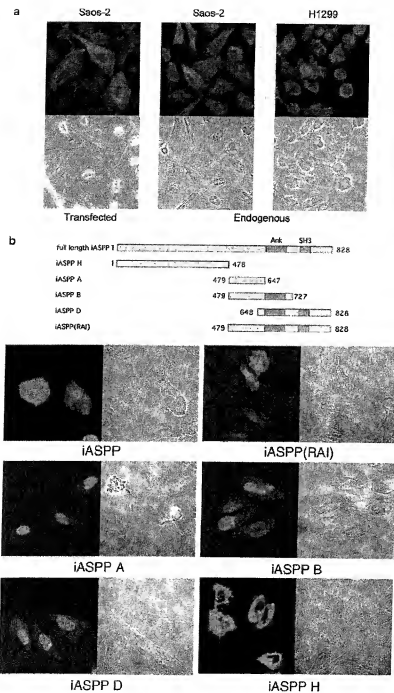 a
Saos-2 Saos-2 H1299
Transfected Endogenous
b
Ank SH3
full length iASPP 1 828
iASPP H 1 478
iASPP A 479 647
iASPP B 479 727
iASPP D 648 828
iASPP(RAI) 479 828
iASPP iASPP(RAI)
iASPP A iASPP B
iASPP D iASPP H